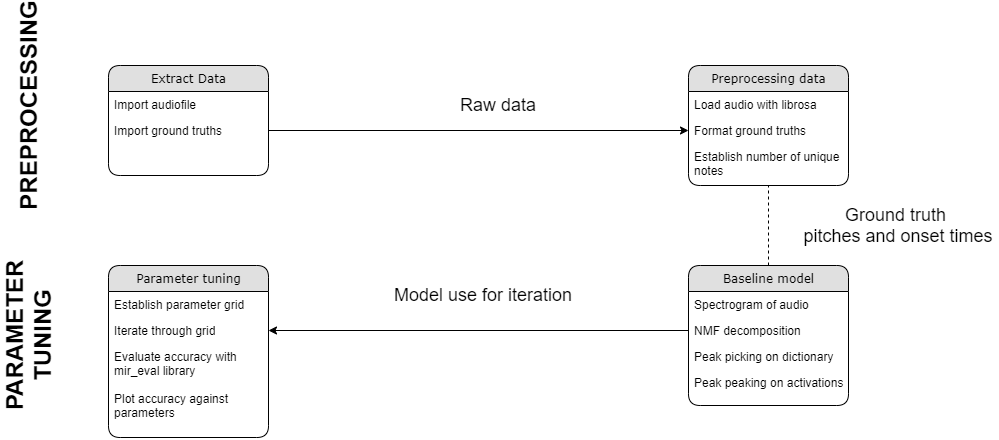 PREPROCESSING
Extract Data
Import audiofile
Import ground truths
Raw data
Preprocessing data
Load audio with librosa
Format ground truths
Establish number of unique
notes
Ground truth
pitches and onset times
PARAMETER
TUNING
Parameter tuning
Establish parameter grid
Iterate through grid
Evaluate accuracy with
mir_eval library
Plot accuracy against
parameters
Model use for iteration
Baseline model
Spectrogram of audio
NMF decomposition
Peak picking on dictionary
Peak peaking on activations